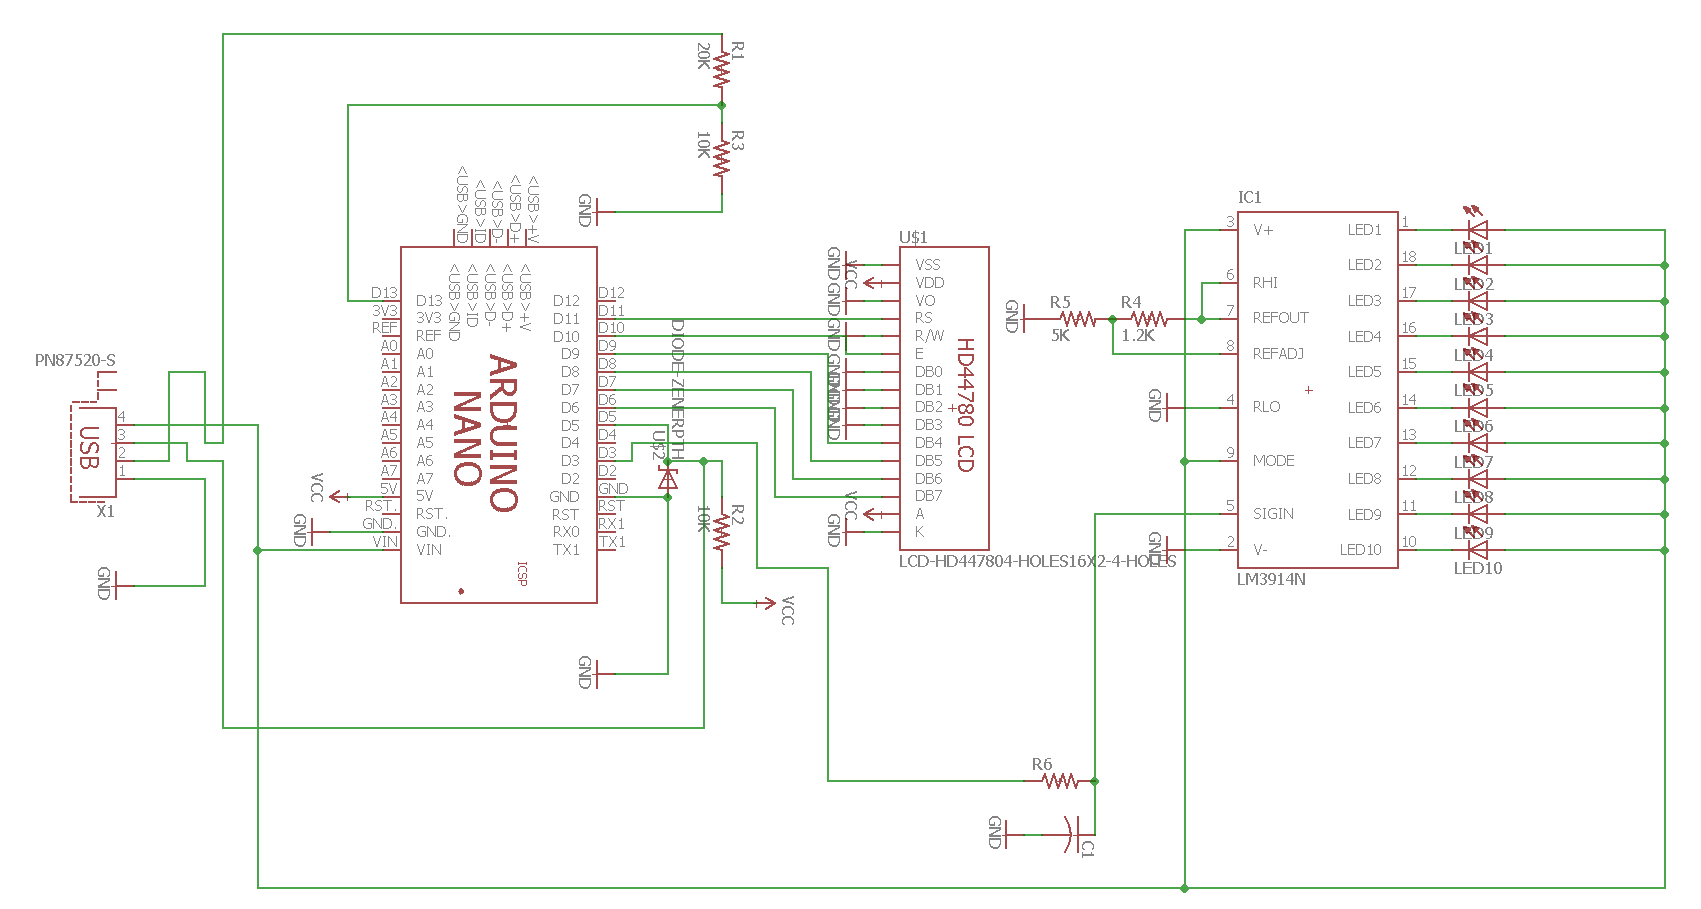 R1
20K
R3
10K
GND
<USB>GND
<USB>ID
<USB>D-
<USB>D+
<USB>+V
<USB>GND
<USB>ID
<USB>D-
<USB>D+
<USB>+V
D13
3V3
REF
A0
A1
A2
A3
A4
A5
A6
A7
5V
RST.
GND.
VIN
D13
3V3
REF
A0
A1
A2
A3
A4
A5
A6
A7
5V
RST.
GND.
VIN
ARDUINO
NANO
ICSP
D12
D11
D10
D9
D8
D7
D6
D5
D4
D3
D2
GND
RST
RX0
TX1
D12
D11
D10
D9
D8
D7
D6
D5
D4
D3
D2
GND
RST
RX1
TX1
PN87520-S
USB
4
3
2
1
X1
GND
VCC
GND
DIODE-ZENERPTH
U$2
R2
10K
VCC
GND
U$1
GND
VCC
GND
GND
GND
VCC
GND
VSS
VDD
VO
RS
R/W
E
DB0
DB1
DB2
DB3
DB4
DB5
DB6
DB7
A
K
HD44780 LCD
LCD-HD447804-HOLES16X2-4-HOLES
GND
R5
5K
R4
1.2K
GND
GND
R6
GND
C1
IC1
3
6
7
8
4
9
5
2
V+
RHI
REFOUT
REFADJ
RLO
MODE
SIGIN
V-
LED1
LED2
LED3
LED4
LED5
LED6
LED7
LED8
LED9
LED10
1
18
17
16
15
14
13
12
11
10
LM3914N
LED1
LED2
LED3
LED4
LED5
LED6
LED7
LED8
LED9
LED10